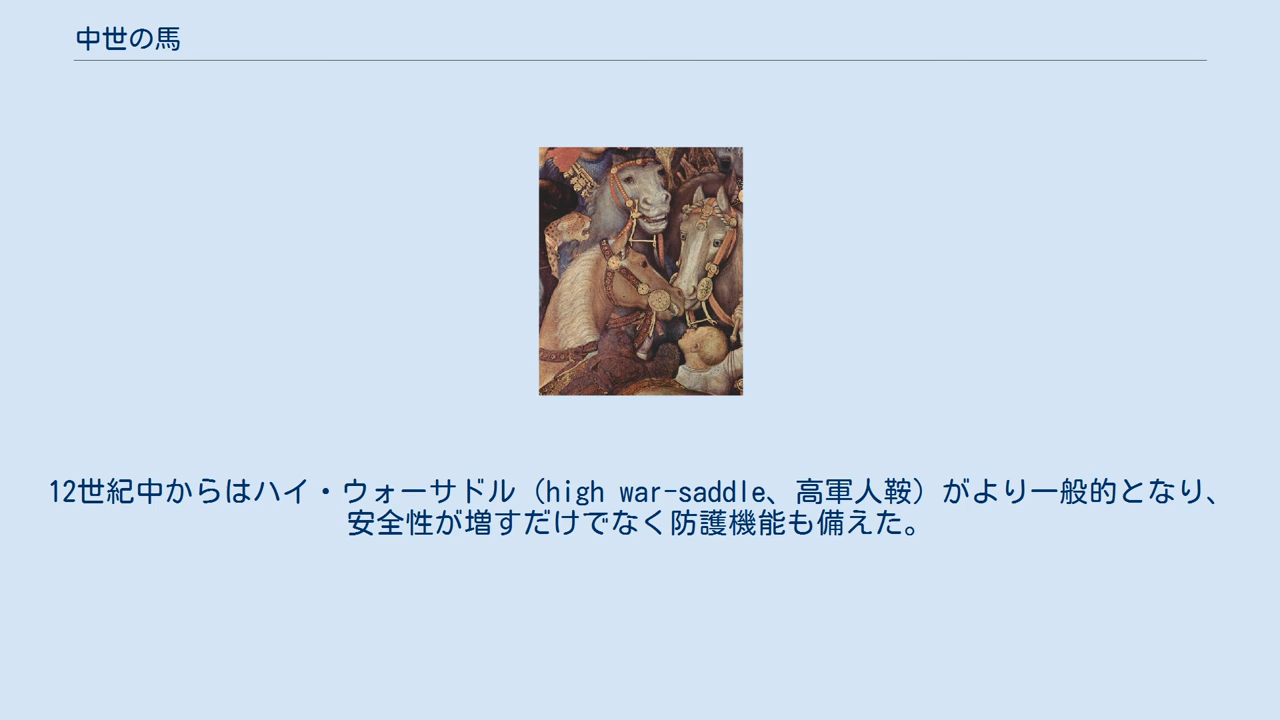 中世の馬
12世紀中からはハイ・ウォーサドル（high war-saddle、高軍人鞍）がより一般的となり、
安全性が増すだけでなく防護機能も備えた。